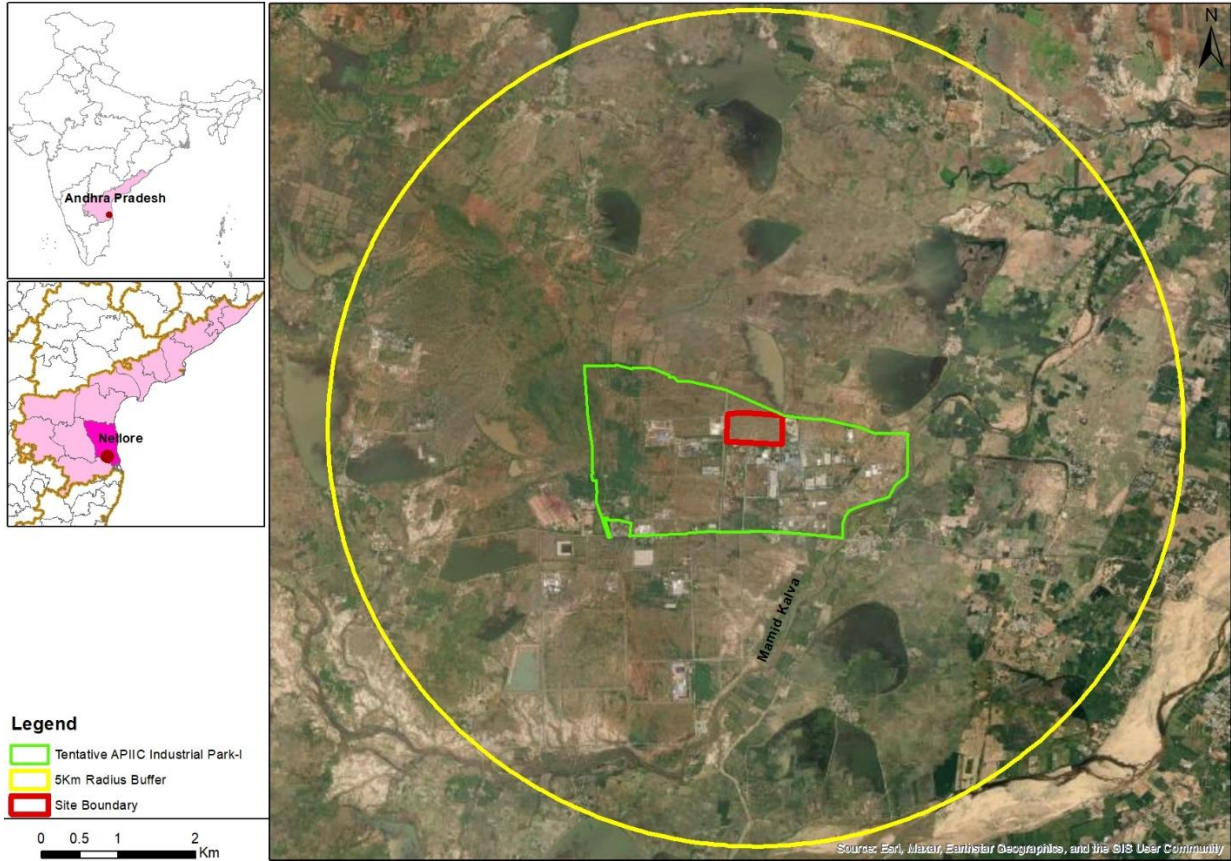 Andhra Pradesh
Nellore
N
Mamid Kalva
Legend
Tentative APIIC Industrial Park-I
5Km Radius Buffer
Site Boundary
0 0.5 1 2
Km
Source: Esri, Maxar, Earthstar Geographics, and the GIS User Community